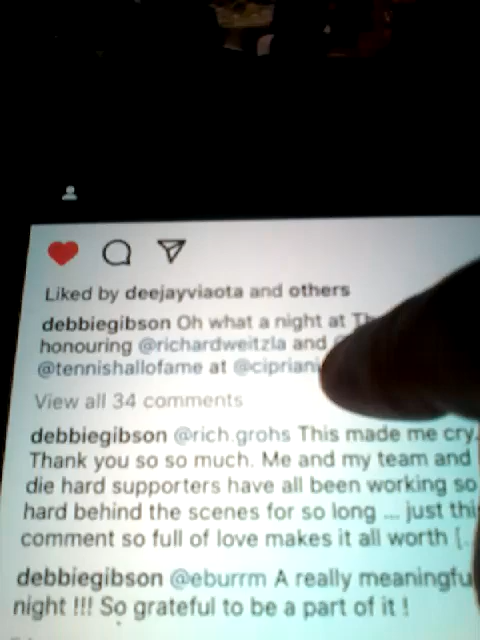 Liked by deejayviaota and others
debbiegibson Oh what a night at
honouring @richardweitzla and
@tennishallofame at @cipriani
View all 34 comments
debbiegibson @rich.grohs This made me cry.
Thank you so so much. Me and my team and
die hard supporters have all been working so
hard behind the scenes for so long ... just this
comment so full of love makes it all worth [..
debbiegibson @eburrm A really meaningfu
night !!! So grateful to be a part of it !